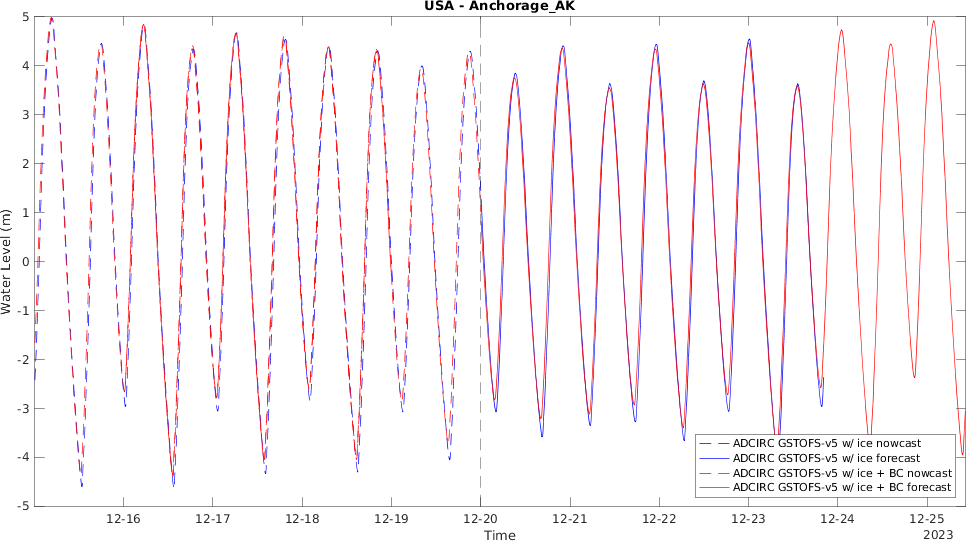 USA - Anchorage_AK
5
4
3
2
1
0
-1
-2
-3
-4
-5
Water Level (m)
ADCIRC GSTOFS-v5 w/ ice nowcast
ADCIRC GSTOFS-v5 w/ ice forecast
ADCIRC GSTOFS-v5 w/ ice + BC nowcast
ADCIRC GSTOFS-v5 w/ ice + BC forecast
12-16 12-17 12-18 12-19 12-20 12-21 12-22 12-23 12-24 12-25
Time
2023